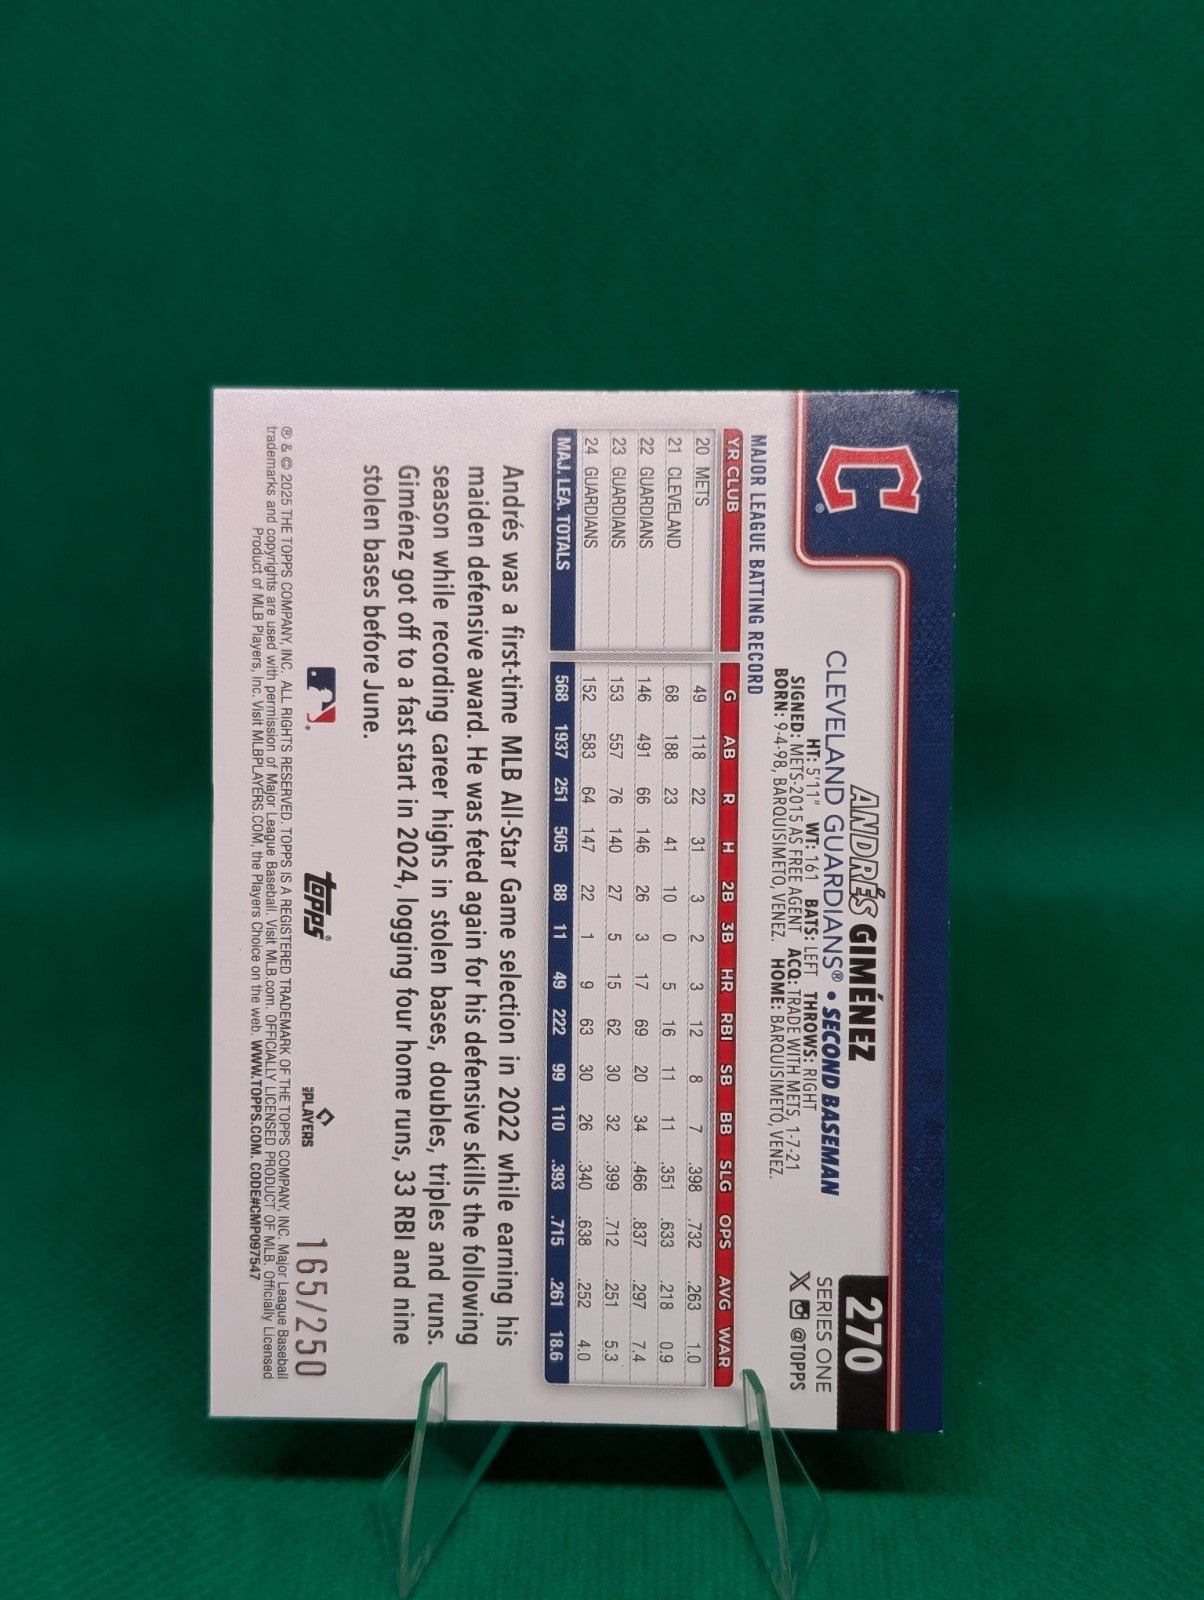 C®
270
ANDRÉS GIMÉNEZ
CLEVELAND GUARDIANS® • SECOND BASEMAN
SERIES ONE
HT: 5'11" WT: 161 BATS: LEFT THROWS: RIGHT
SIGNED: METS-2015 AS FREE AGENT ACQ: TRADE WITH METS, 1-7-21
BORN: 9-4-98, BARQUISIMETO, VENEZ. HOME: BARQUISIMETO, VENEZ.
X @TOPPS
MAJOR LEAGUE BATTING RECORD
YR CLUB G AB R H 2B 3B HR RBI SB BB SLG OPS AVG WAR
20 METS 49 118 22 31 3 2 3 12 8 7 .398 .732 .263 1.0
21 CLEVELAND 68 188 23 41 10 0 5 16 11 11 .351 .633 .218 0.9
22 GUARDIANS 146 491 66 146 26 3 17 69 20 34 .466 .837 .297 7.4
23 GUARDIANS 153 557 76 140 27 5 15 62 30 32 .399 .712 .251 5.3
24 GUARDIANS 152 583 64 147 22 1 9 63 30 26 .340 .638 .252 4.0
MAJ. LEA. TOTALS 568 1937 251 505 88 11 49 222 99 110 .393 .715 .261 18.6
Andrés was a first-time MLB All-Star Game selection in 2022 while earning his
maiden defensive award. He was feted again for his defensive skills the following
season while recording career highs in stolen bases, doubles, triples and runs.
Giménez got off to a fast start in 2024, logging four home runs, 33 RBI and nine
stolen bases before June.
topps®
MLB PLAYERS
165/250
® & © 2025 THE TOPPS COMPANY, INC. ALL RIGHTS RESERVED. TOPPS IS A REGISTERED TRADEMARK OF THE TOPPS COMPANY, INC. Major League Baseball
trademarks and copyrights are used with permission of Major League Baseball. Visit MLB.com. OFFICIALLY LICENSED PRODUCT OF MLB. Officially Licensed
Product of MLB Players, Inc. Visit MLBPLAYERS.COM, the Players Choice on the web. WWW.TOPPS.COM. CODE#CMP097547